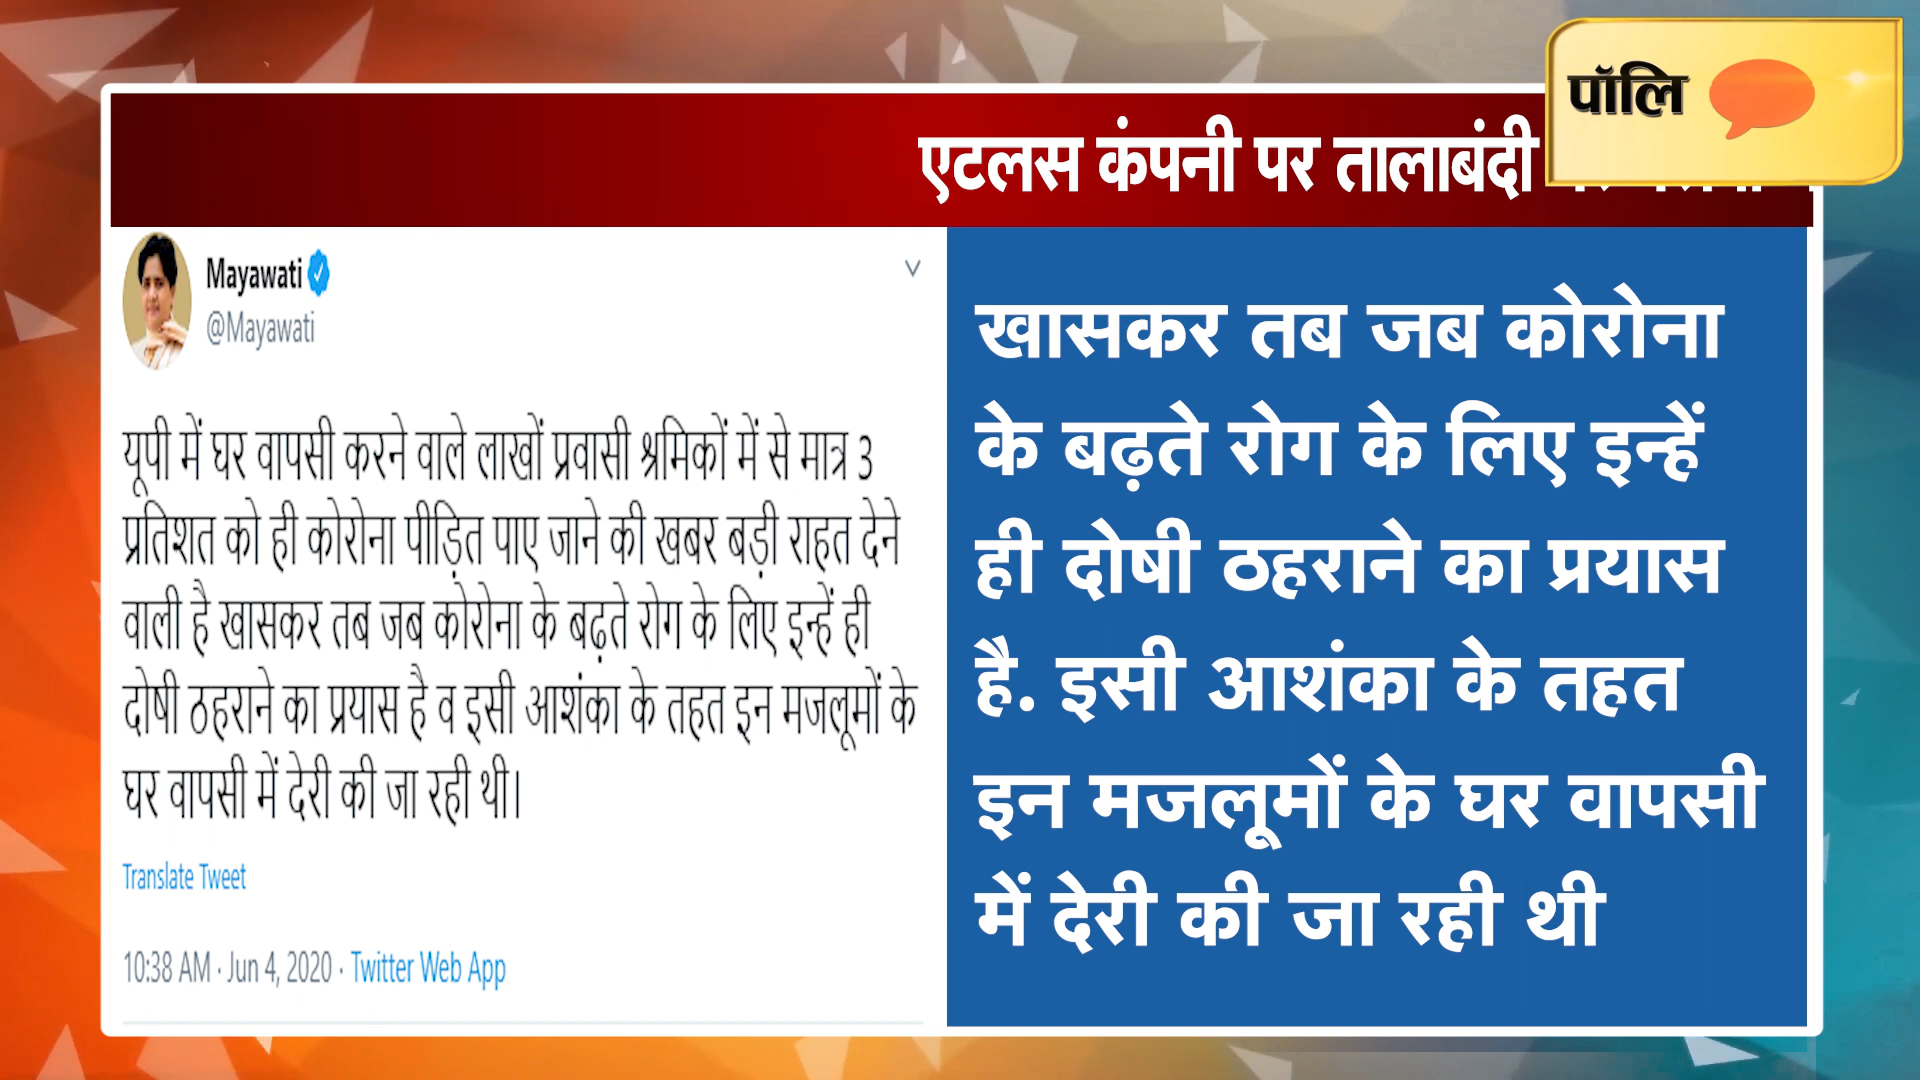 पॉलि
एटलस कंपनी पर तालाबंदी
Mayawati
@Mayawati
यूपी में घर वापसी करने वाले लाखों प्रवासी श्रमिकों में से मात्र 3
प्रतिशत को ही कोरोना पीड़ित पाए जाने की खबर बड़ी राहत देने
वाली है खासकर तब जब कोरोना के बढ़ते रोग के लिए इन्हें ही
दोषी ठहराने का प्रयास है व इसी आशंका के तहत इन मजलूमों के
घर वापसी में देरी की जा रही थी।
Translate Tweet
10:38 AM · Jun 4, 2020 · Twitter Web App
खासकर तब जब कोरोना
के बढ़ते रोग के लिए इन्हें
ही दोषी ठहराने का प्रयास
है. इसी आशंका के तहत
इन मजलूमों के घर वापसी
में देरी की जा रही थी